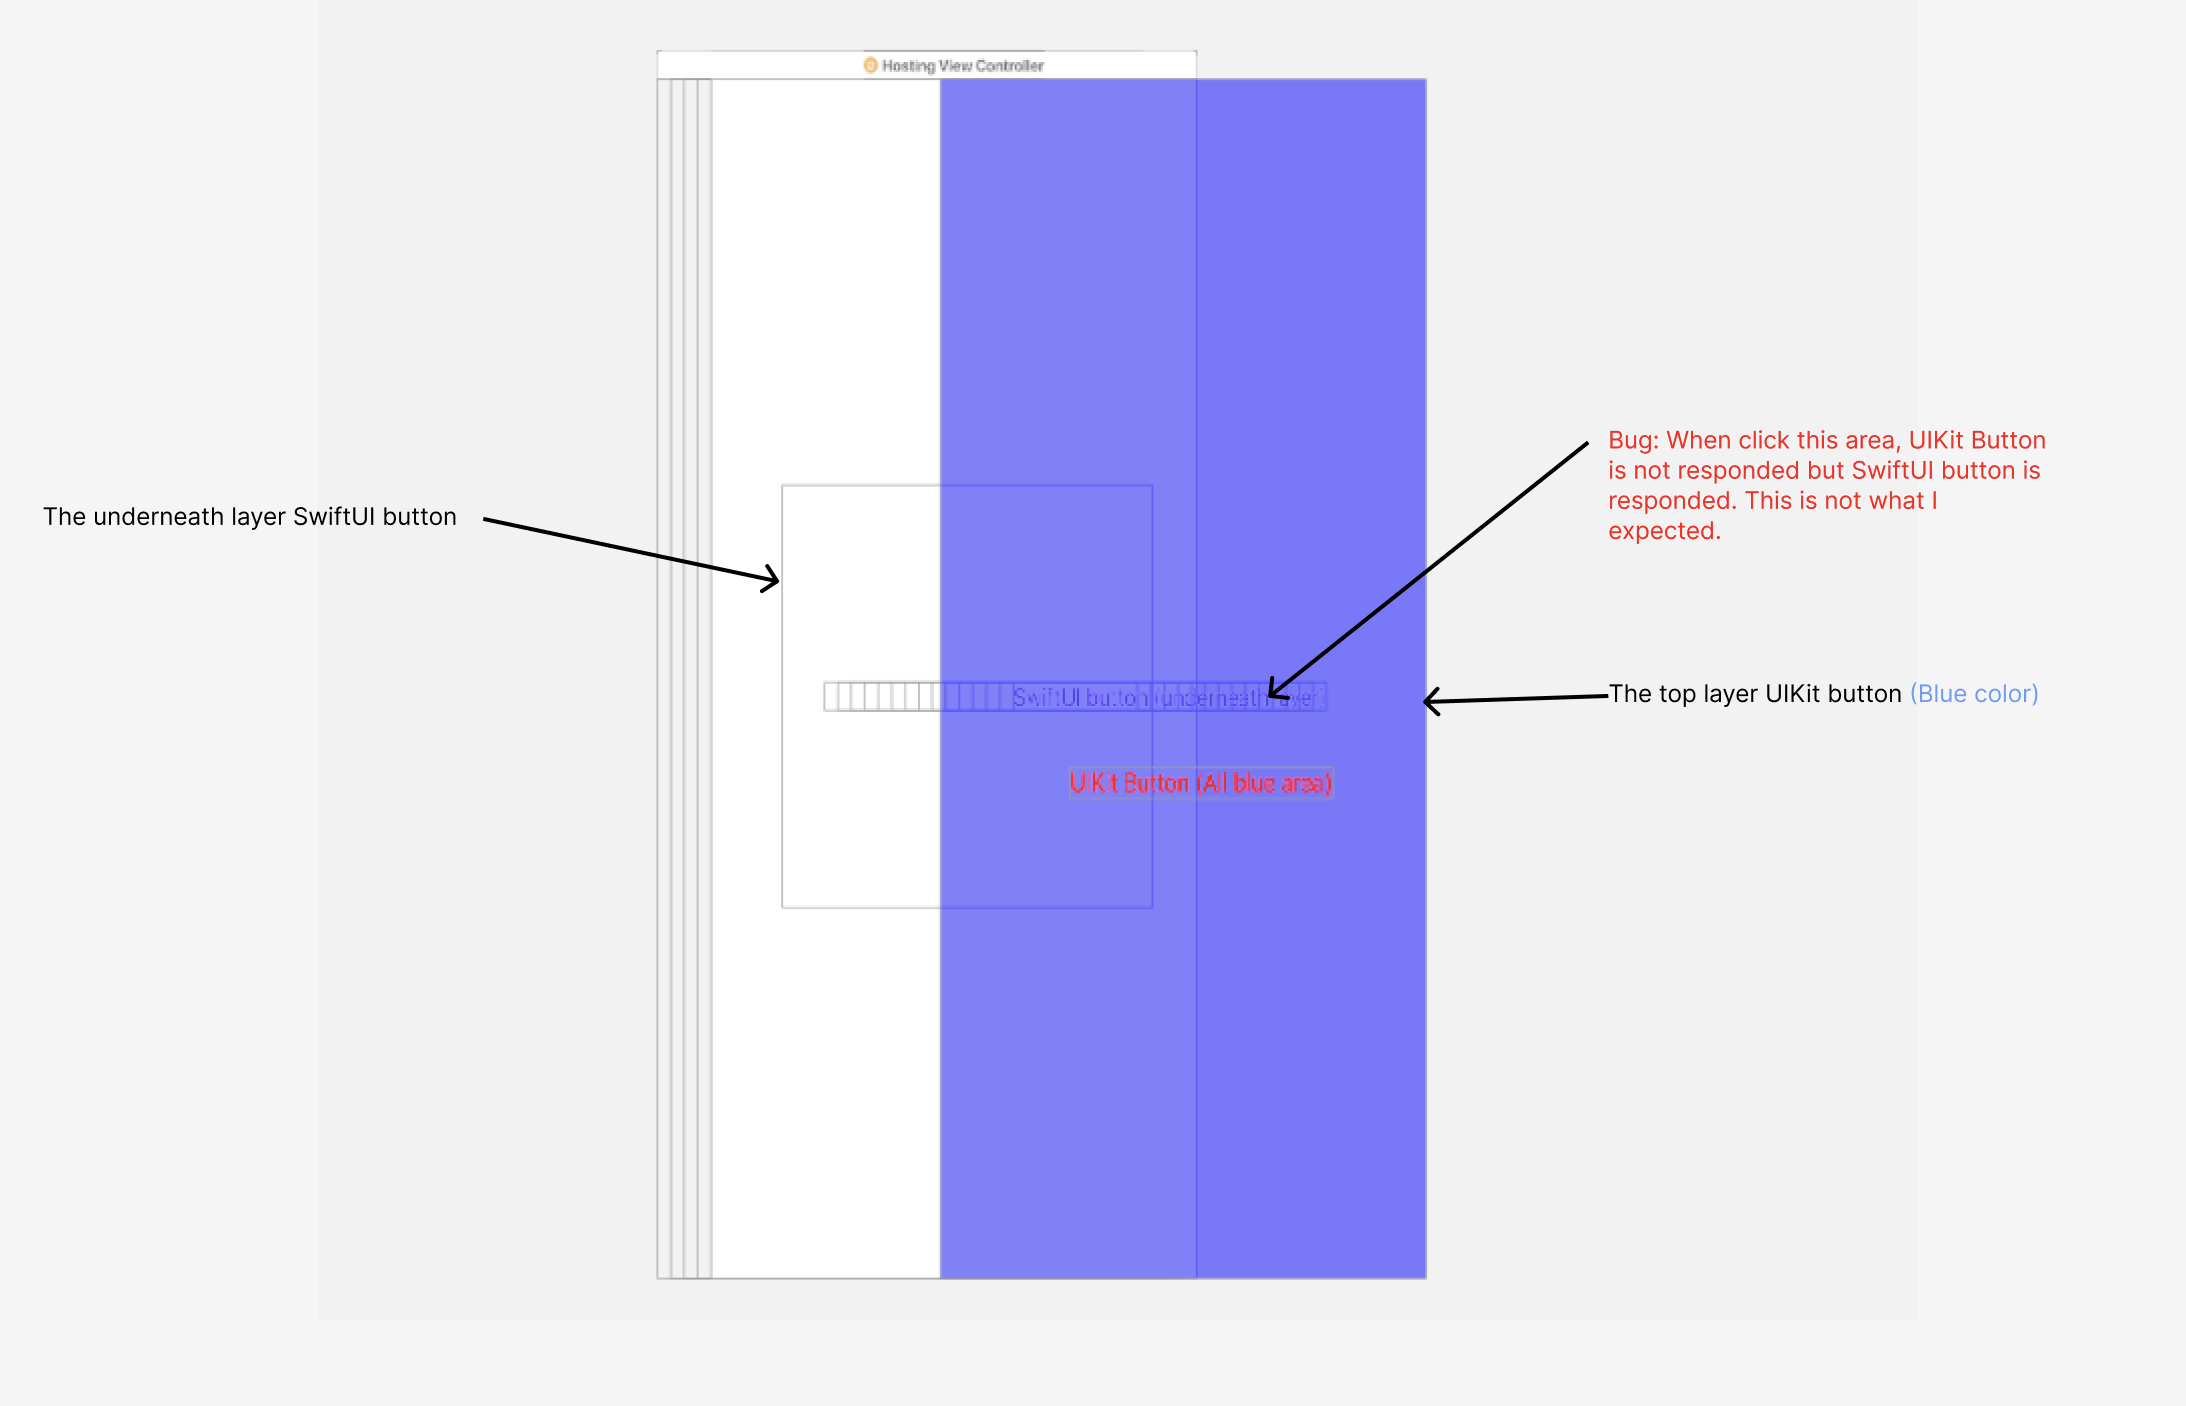 Hosting View Controller
Bug: When click this area, UIKit Button
is not responded but SwiftUI button is
responded. This is not what I
expected.
The underneath layer SwiftUI button
SwiftUI button (underneath layer)
The top layer UIKit button (Blue color)
UIKit Button (All blue area)